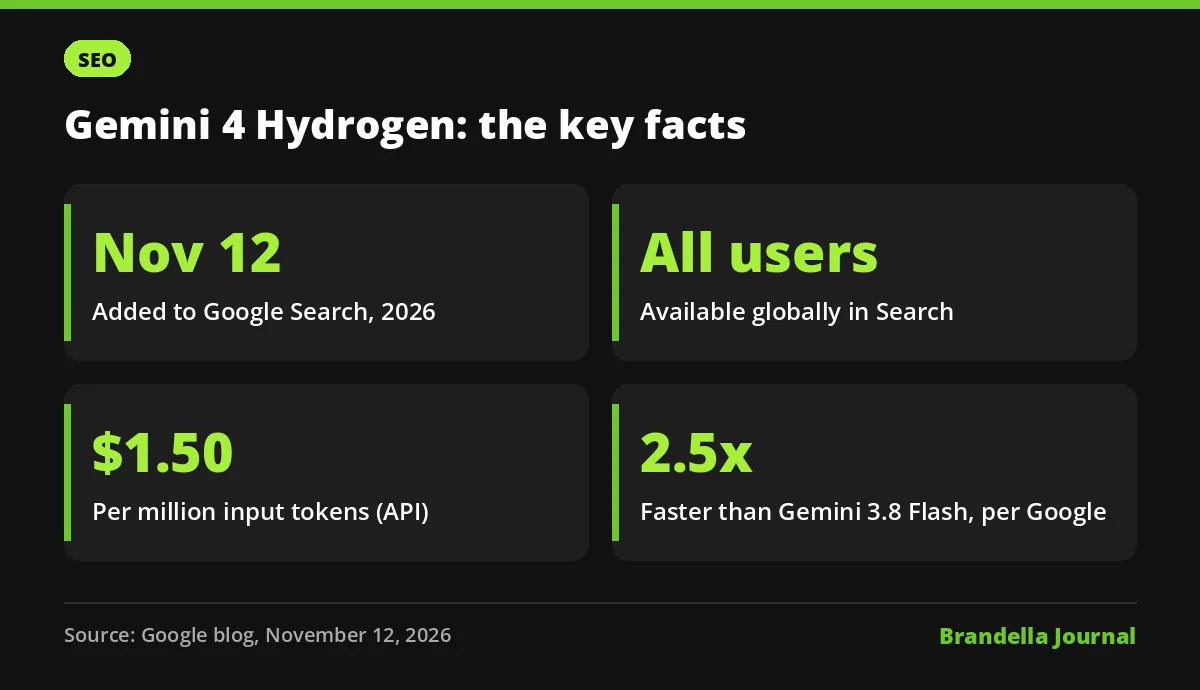 SEO
Gemini 4 Hydrogen: the key facts
Nov 12
Added to Google Search, 2026
All users
Available globally in Search
$1.50
Per million input tokens (API)
2.5x
Faster than Gemini 3.8 Flash, per Google
Source: Google blog, November 12, 2026
Brandella Journal